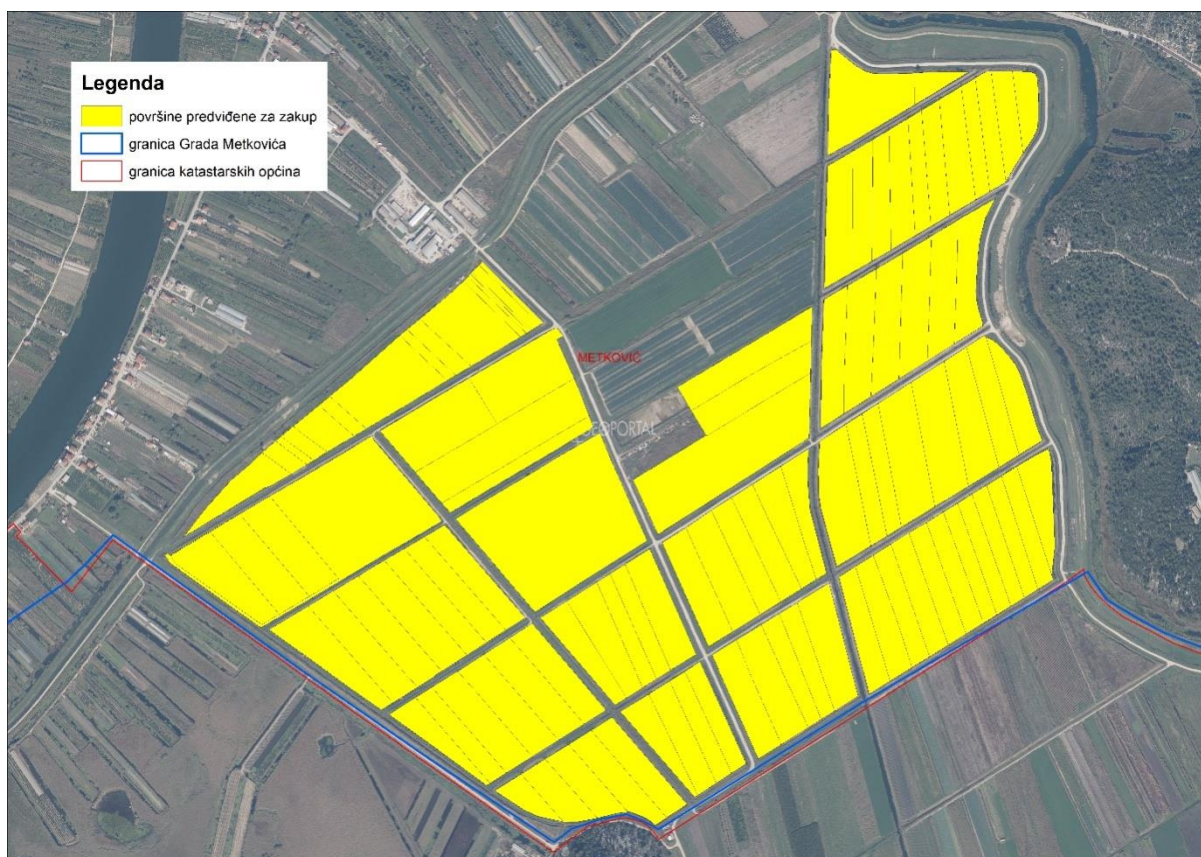 Legenda
površine predviđene za zakup
granica Grada Metkovića
granica katastarskih općina
METKOVIĆ
GEOPORTAL